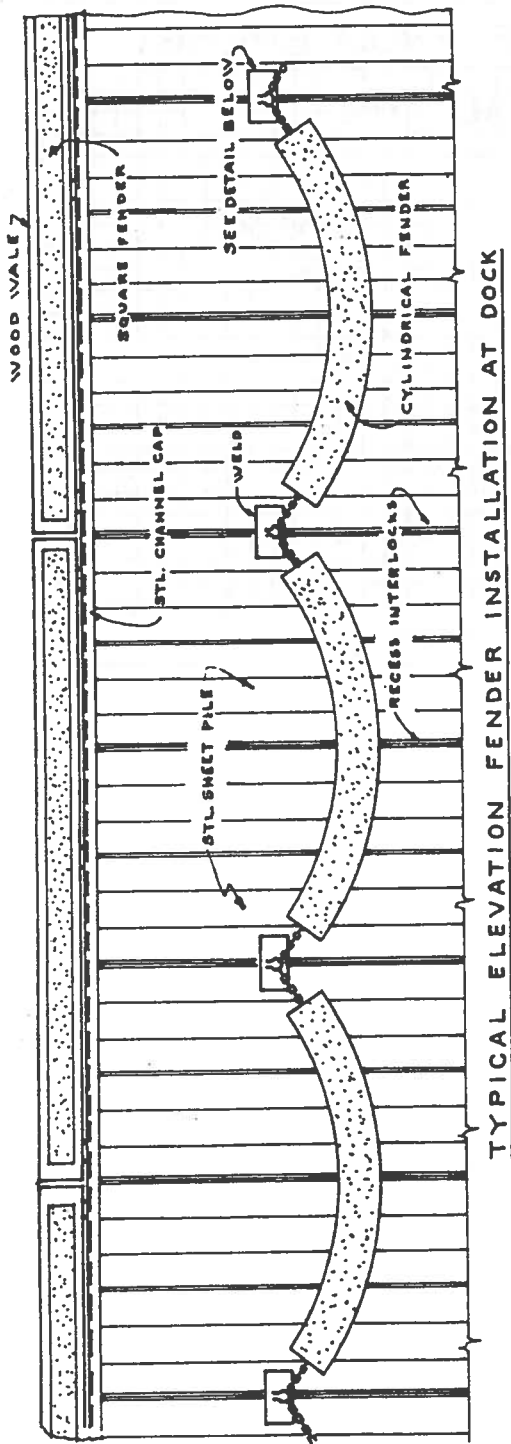 WOOD WALE
SQUARE FENDER
SEE DETAIL BELOW
STL. CHANNEL CAP
WELD
CYLINDRICAL FENDER
STL. SHEET PILE
RECESS INTERLOCKS
TYPICAL ELEVATION FENDER INSTALLATION AT DOCK